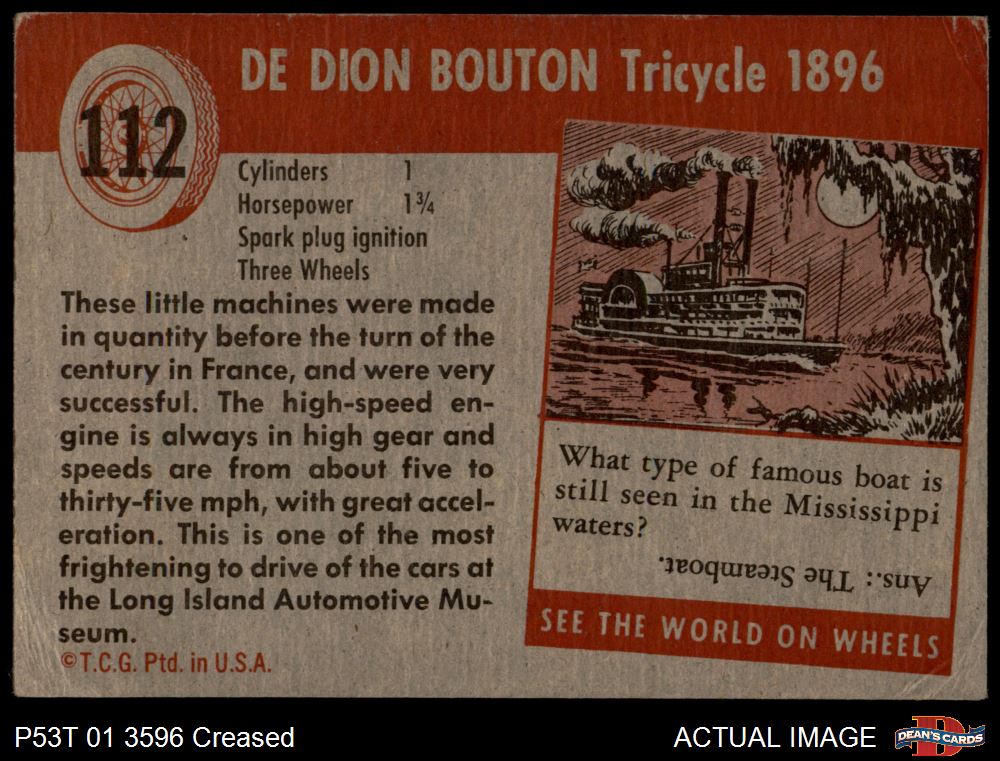 112
DE DION BOUTON Tricycle 1896
Cylinders 1
Horsepower 1¾
Spark plug ignition
Three Wheels
These little machines were made
in quantity before the turn of the
century in France, and were very
successful. The high-speed en-
gine is always in high gear and
speeds are from about five to
thirty-five mph, with great accel-
eration. This is one of the most
frightening to drive of the cars at
the Long Island Automotive Mu-
seum.
©T.C.G. Ptd. in U.S.A.
What type of famous boat is
still seen in the Mississippi
waters?
Ans.: The Steamboat.
SEE THE WORLD ON WHEELS
P53T 01 3596 Creased
ACTUAL IMAGE
DEAN'S CARDS